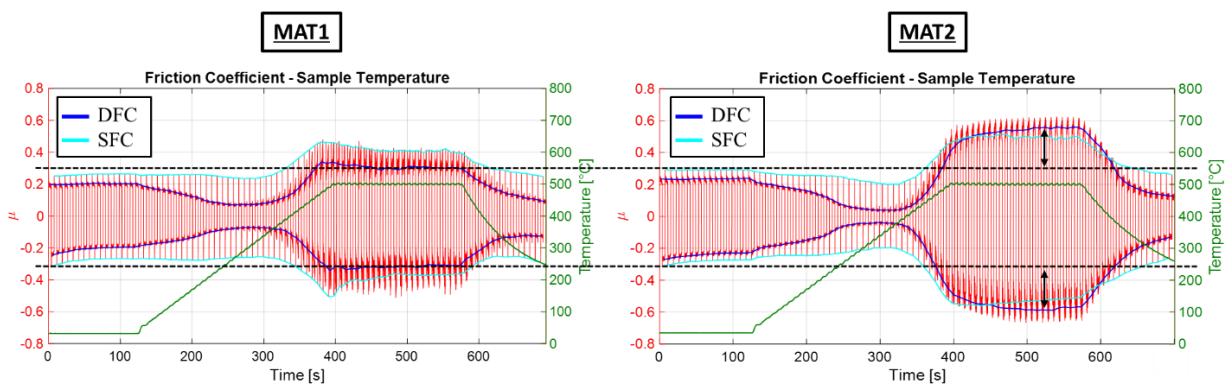 MAT1
Friction Coefficient - Sample Temperature
0.8
0.6
0.4
0.2
0
-0.2
-0.4
-0.6
-0.8
μ
DFC
SFC
800
700
600
500
400
300
200
100
0
Temperature [°C]
0 100 200 300 400 500 600
Time [s]
MAT2
Friction Coefficient - Sample Temperature
0.8
0.6
0.4
0.2
0
-0.2
-0.4
-0.6
-0.8
μ
DFC
SFC
800
700
600
500
400
300
200
100
0
Temperature [°C]
0 100 200 300 400 500 600
Time [s]